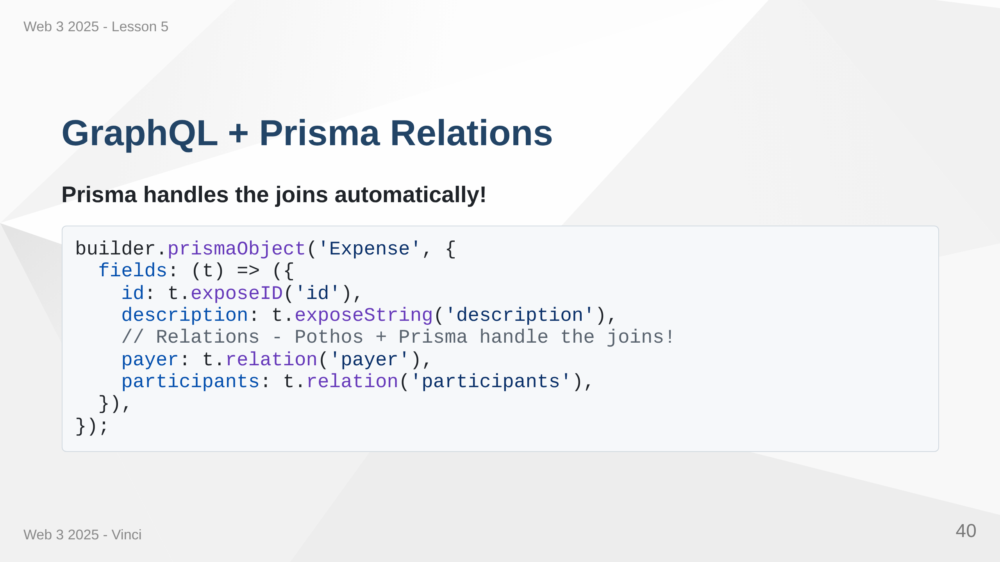 Web 3 2025 - Lesson 5
GraphQL + Prisma Relations
Prisma handles the joins automatically!
builder.prismaObject('Expense', {
  fields: (t) => ({
    id: t.exposeID('id'),
    description: t.exposeString('description'),
    // Relations - Pothos + Prisma handle the joins!
    payer: t.relation('payer'),
    participants: t.relation('participants'),
  }),
});
Web 3 2025 - Vinci
40